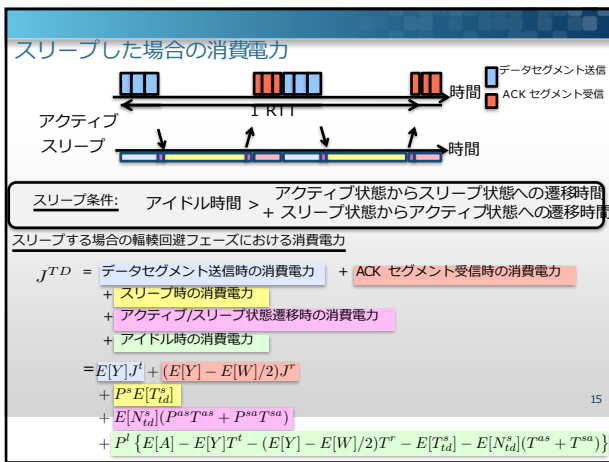 スリープした場合の消費電力
データセグメント送信
ACK セグメント受信
時間
1 RTT
アクティブ
スリープ
時間
スリープ条件: アイドル時間 > アクティブ状態からスリープ状態への遷移時間
+ スリープ状態からアクティブ状態への遷移時間
スリープする場合の輻輳回避フェーズにおける消費電力
J^{TD} = データセグメント送信時の消費電力 + ACK セグメント受信時の消費電力
+ スリープ時の消費電力
+ アクティブ/スリープ状態遷移時の消費電力
+ アイドル時の消費電力
= E[Y]J^t + (E[Y] − E[W]/2)J^r
+ P^s E[T^s_{td}]
+ E[N^s_{td}](P^{as}T^{as} + P^{sa}T^{sa})
+ P^l {E[A] − E[Y]T^t − (E[Y] − E[W]/2)T^r − E[T^s_{td}] − E[N^s_{td}](T^{as} + T^{sa})}
15